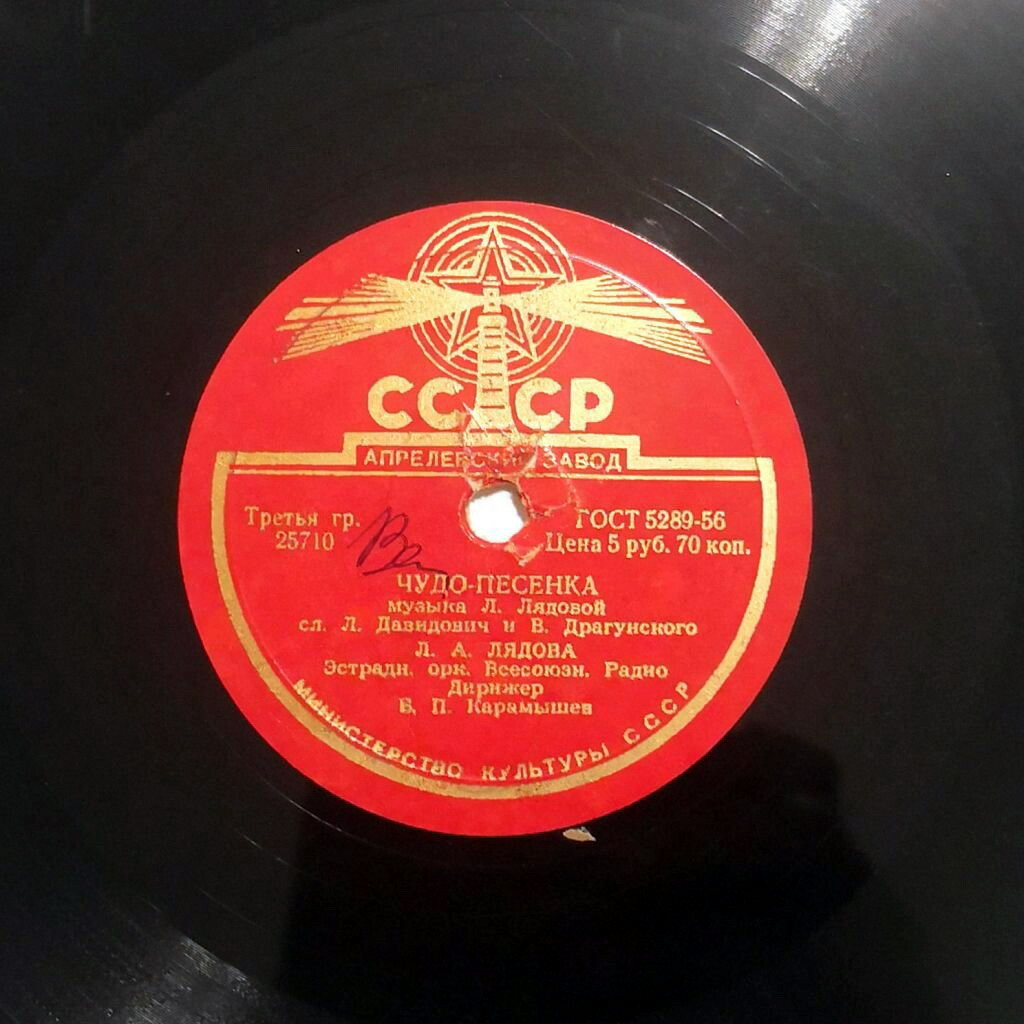 СССР
АПРЕЛЕВСКИЙ ЗАВОД
Третья гр.
25710
ГОСТ 5289-56
Цена 5 руб. 70 коп.
ЧУДО-ПЕСЕНКА
музыка Л. Лядовой
сл. Л. Давидович и В. Драгунского
Л. А. ЛЯДОВА
Эстрадн. орк. Всесоюзн. Радио
Дирижер
Б. П. Карамышев
МИНИСТЕРСТВО КУЛЬТУРЫ СССР